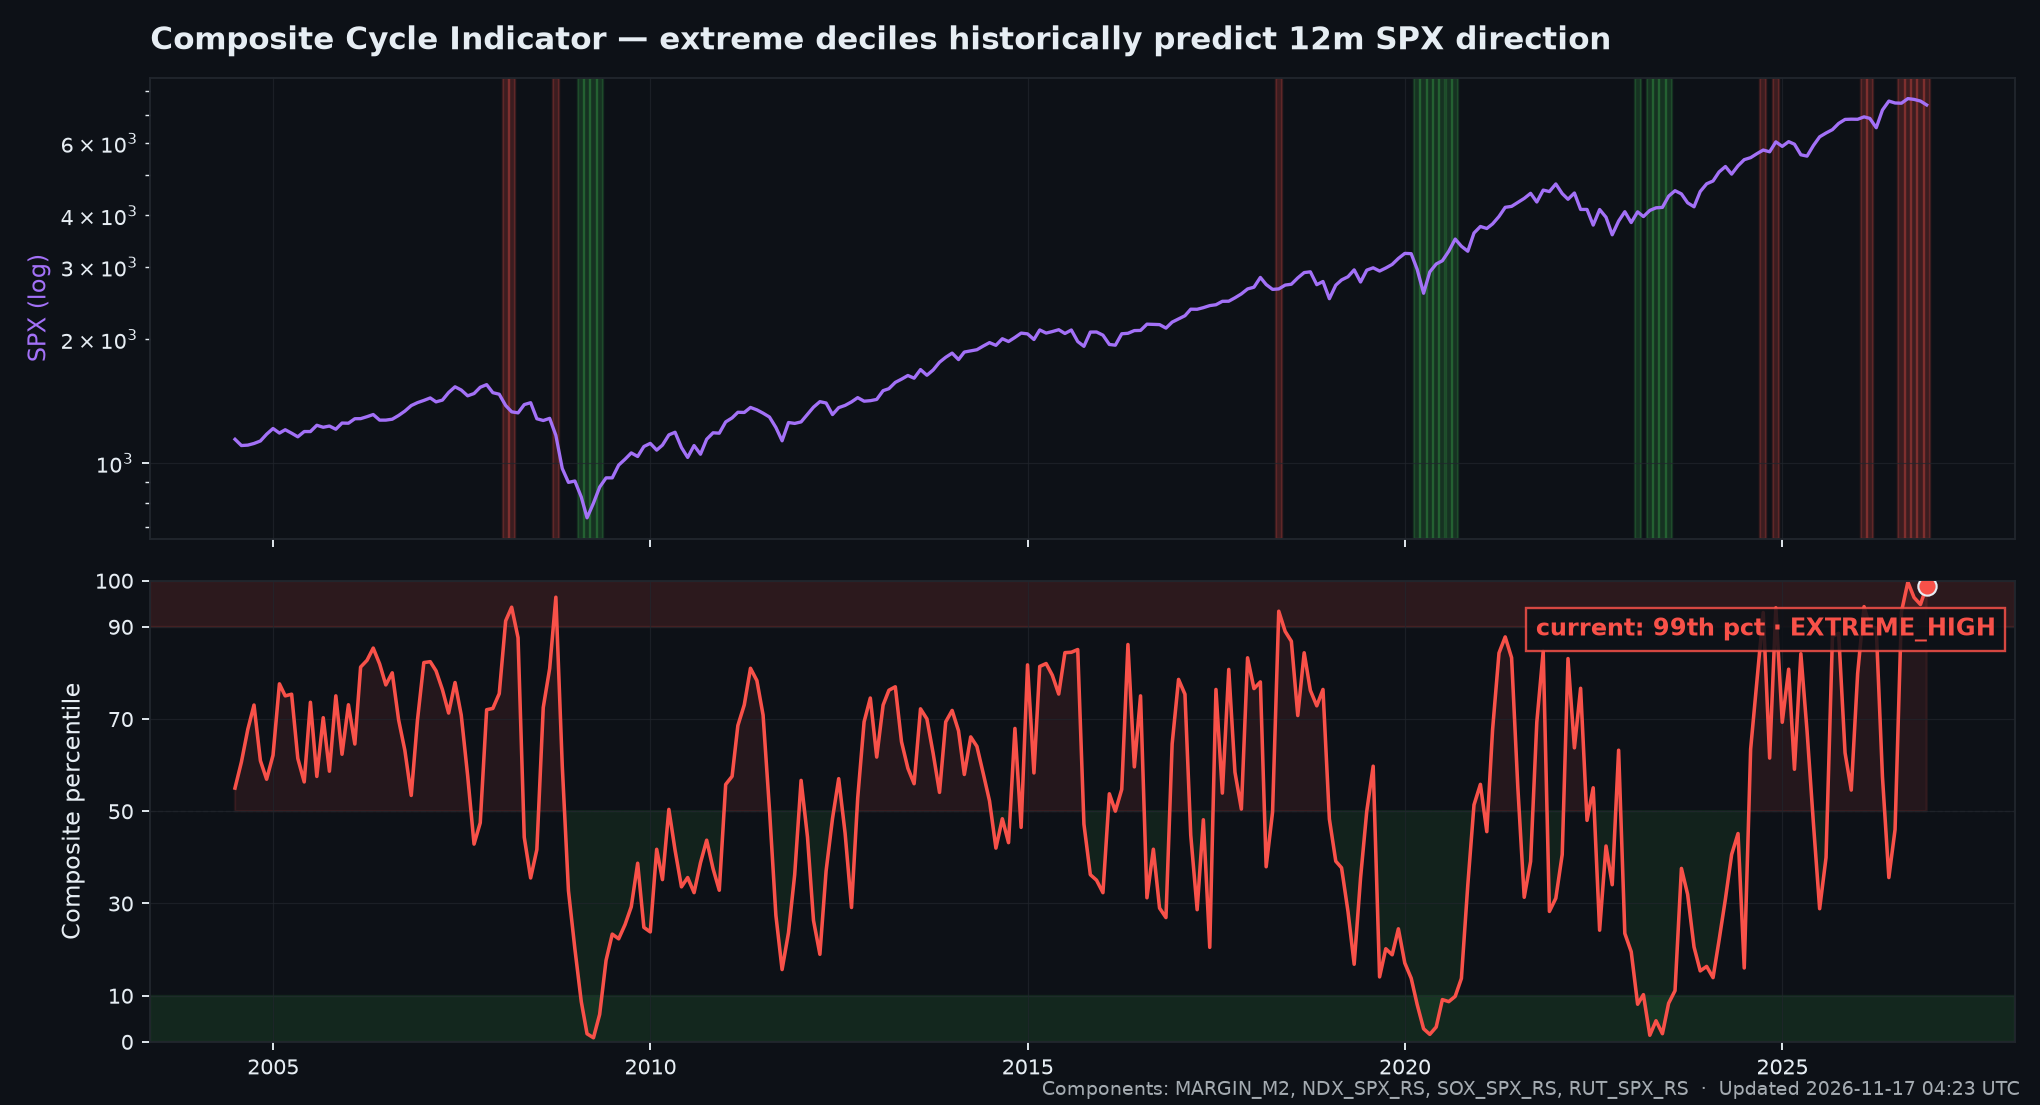 Composite Cycle Indicator — extreme deciles historically predict 12m SPX direction
SPX (log)
6 × 10³
4 × 10³
3 × 10³
2 × 10³
10³
Composite percentile
100
90
70
50
30
10
0
current: 99th pct · EXTREME_HIGH
2005
2010
2015
2020
2025
Components: MARGIN_M2, NDX_SPX_RS, SOX_SPX_RS, RUT_SPX_RS · Updated 2026-11-17 04:23 UTC